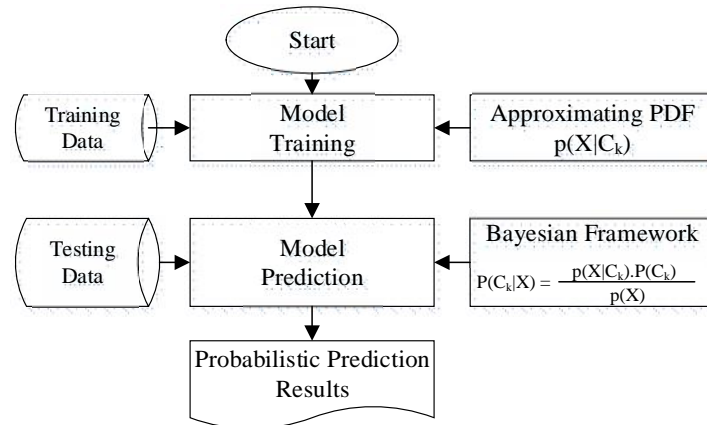 Start
Training
Data
Model
Training
Approximating PDF
p(X|Cₖ)
Testing
Data
Model
Prediction
Bayesian Framework
P(Cₖ|X) = p(X|Cₖ).P(Cₖ)
p(X)
Probabilistic Prediction
Results